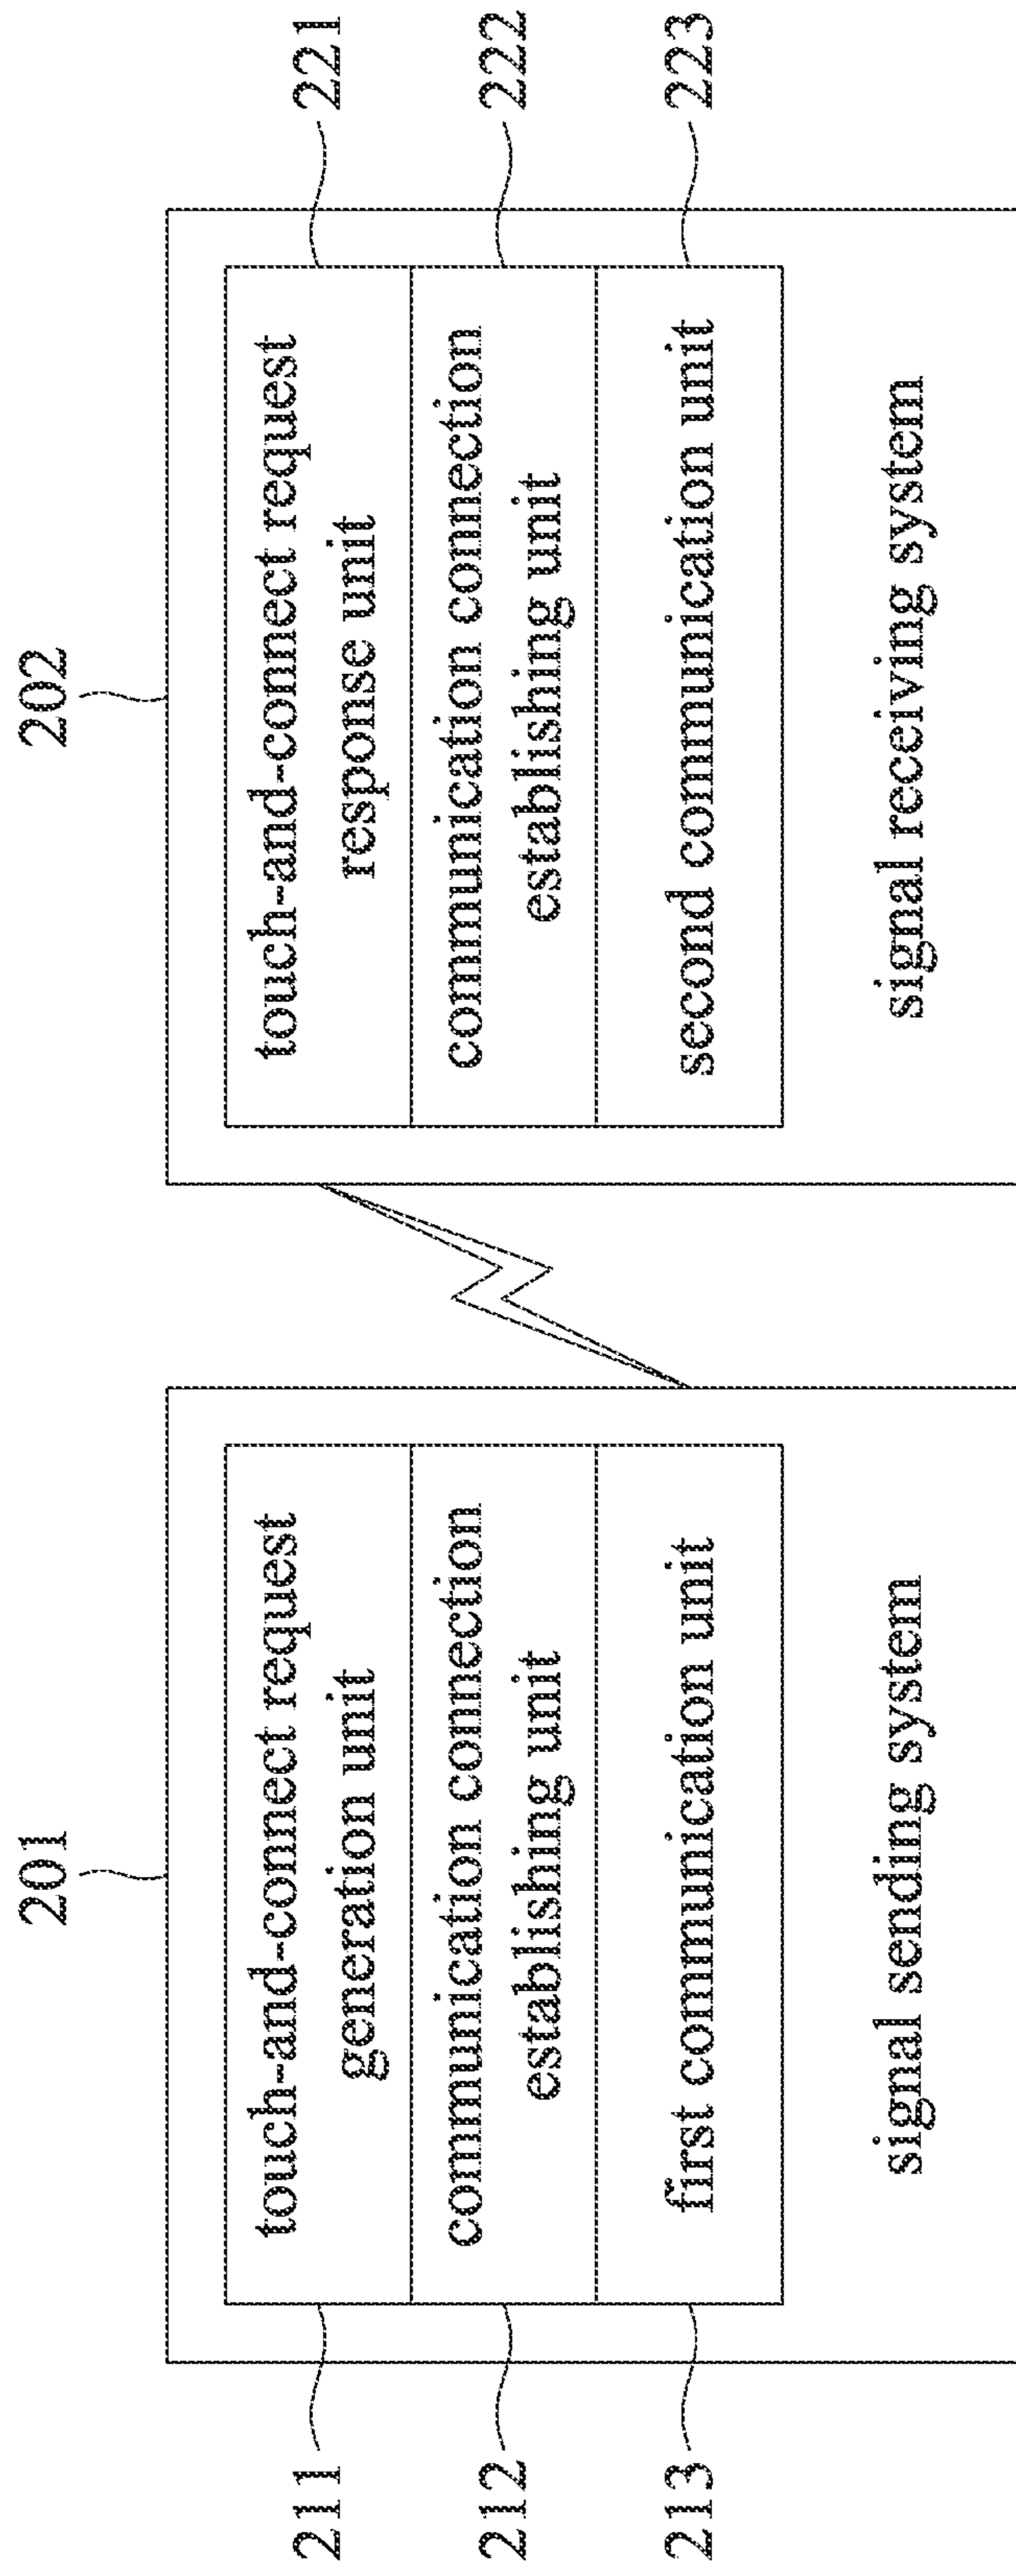 201
211
touch-and-connect request
generation unit
212
communication connection
establishing unit
213
first communication unit
signal sending system
202
touch-and-connect request
response unit
221
communication connection
establishing unit
222
second communication unit
223
signal receiving system